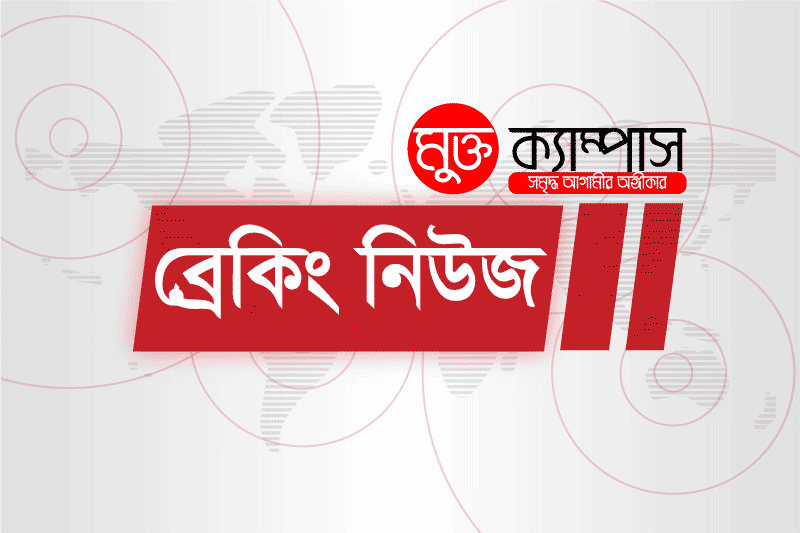 মুক্ত ক্যাম্পাস
সমৃদ্ধ আগামীর অঙ্গীকার
ব্রেকিং নিউজ